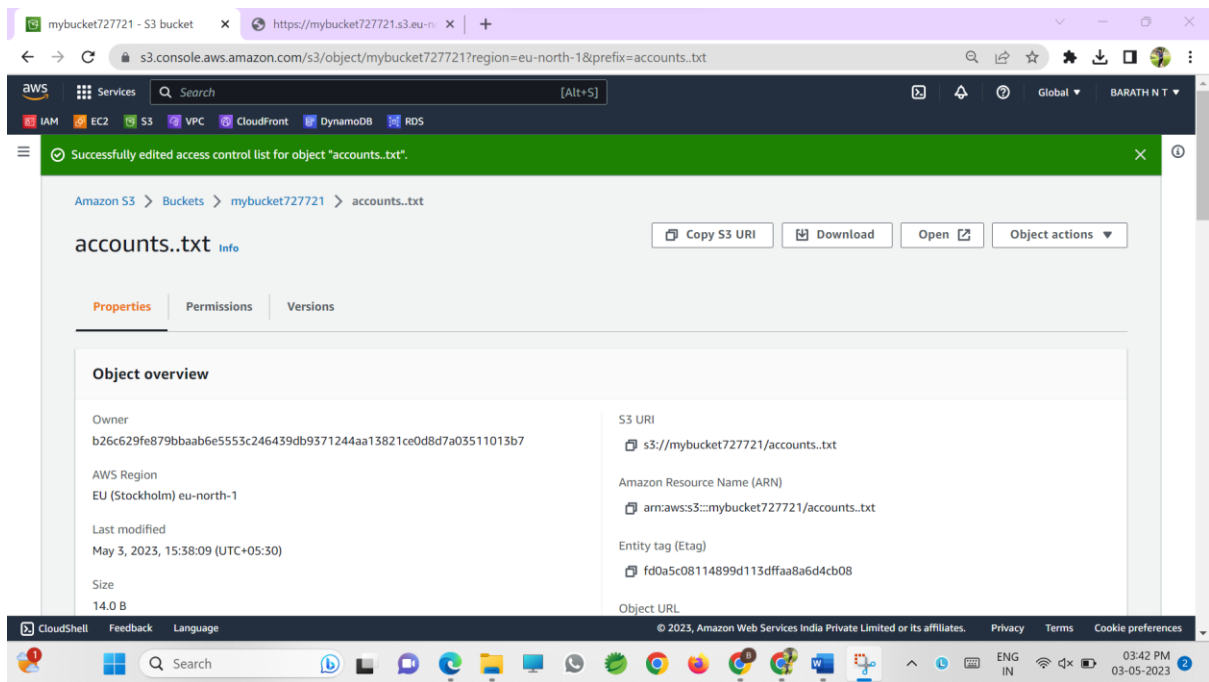 mybucket727721 - S3 bucket
https://mybucket727721.s3.eu-no
s3.console.aws.amazon.com/s3/object/mybucket727721?region=eu-north-1&prefix=accounts..txt
aws Services Search [Alt+S] Global BARATH N T
IAM EC2 S3 VPC CloudFront DynamoDB RDS
Successfully edited access control list for object "accounts..txt".
Amazon S3 > Buckets > mybucket727721 > accounts..txt
accounts..txt Info
Copy S3 URI Download Open Object actions
Properties Permissions Versions
Object overview
Owner
b26c629fe879bbaab6e5553c246439db9371244aa13821ce0d8d7a03511013b7
AWS Region
EU (Stockholm) eu-north-1
Last modified
May 3, 2023, 15:38:09 (UTC+05:30)
Size
14.0 B
S3 URI
s3://mybucket727721/accounts..txt
Amazon Resource Name (ARN)
arn:aws:s3:::mybucket727721/accounts..txt
Entity tag (Etag)
fd0a5c08114899d113dffaa8a6d4cb08
Object URL
CloudShell Feedback Language © 2023, Amazon Web Services India Private Limited or its affiliates. Privacy Terms Cookie preferences
1 Search ENG 03:42 PM
IN 03-05-2023 2